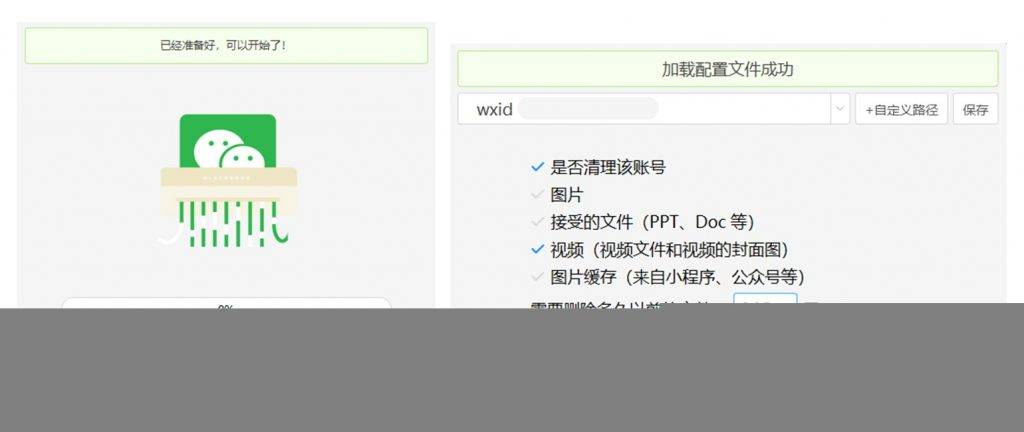 已经准备好，可以开始了！
加载配置文件成功
wxid
+自定义路径
保存
是否清理该账号
图片
接受的文件（PPT、Doc 等）
视频（视频文件和视频的封面图）
图片缓存（来自小程序、公众号等）